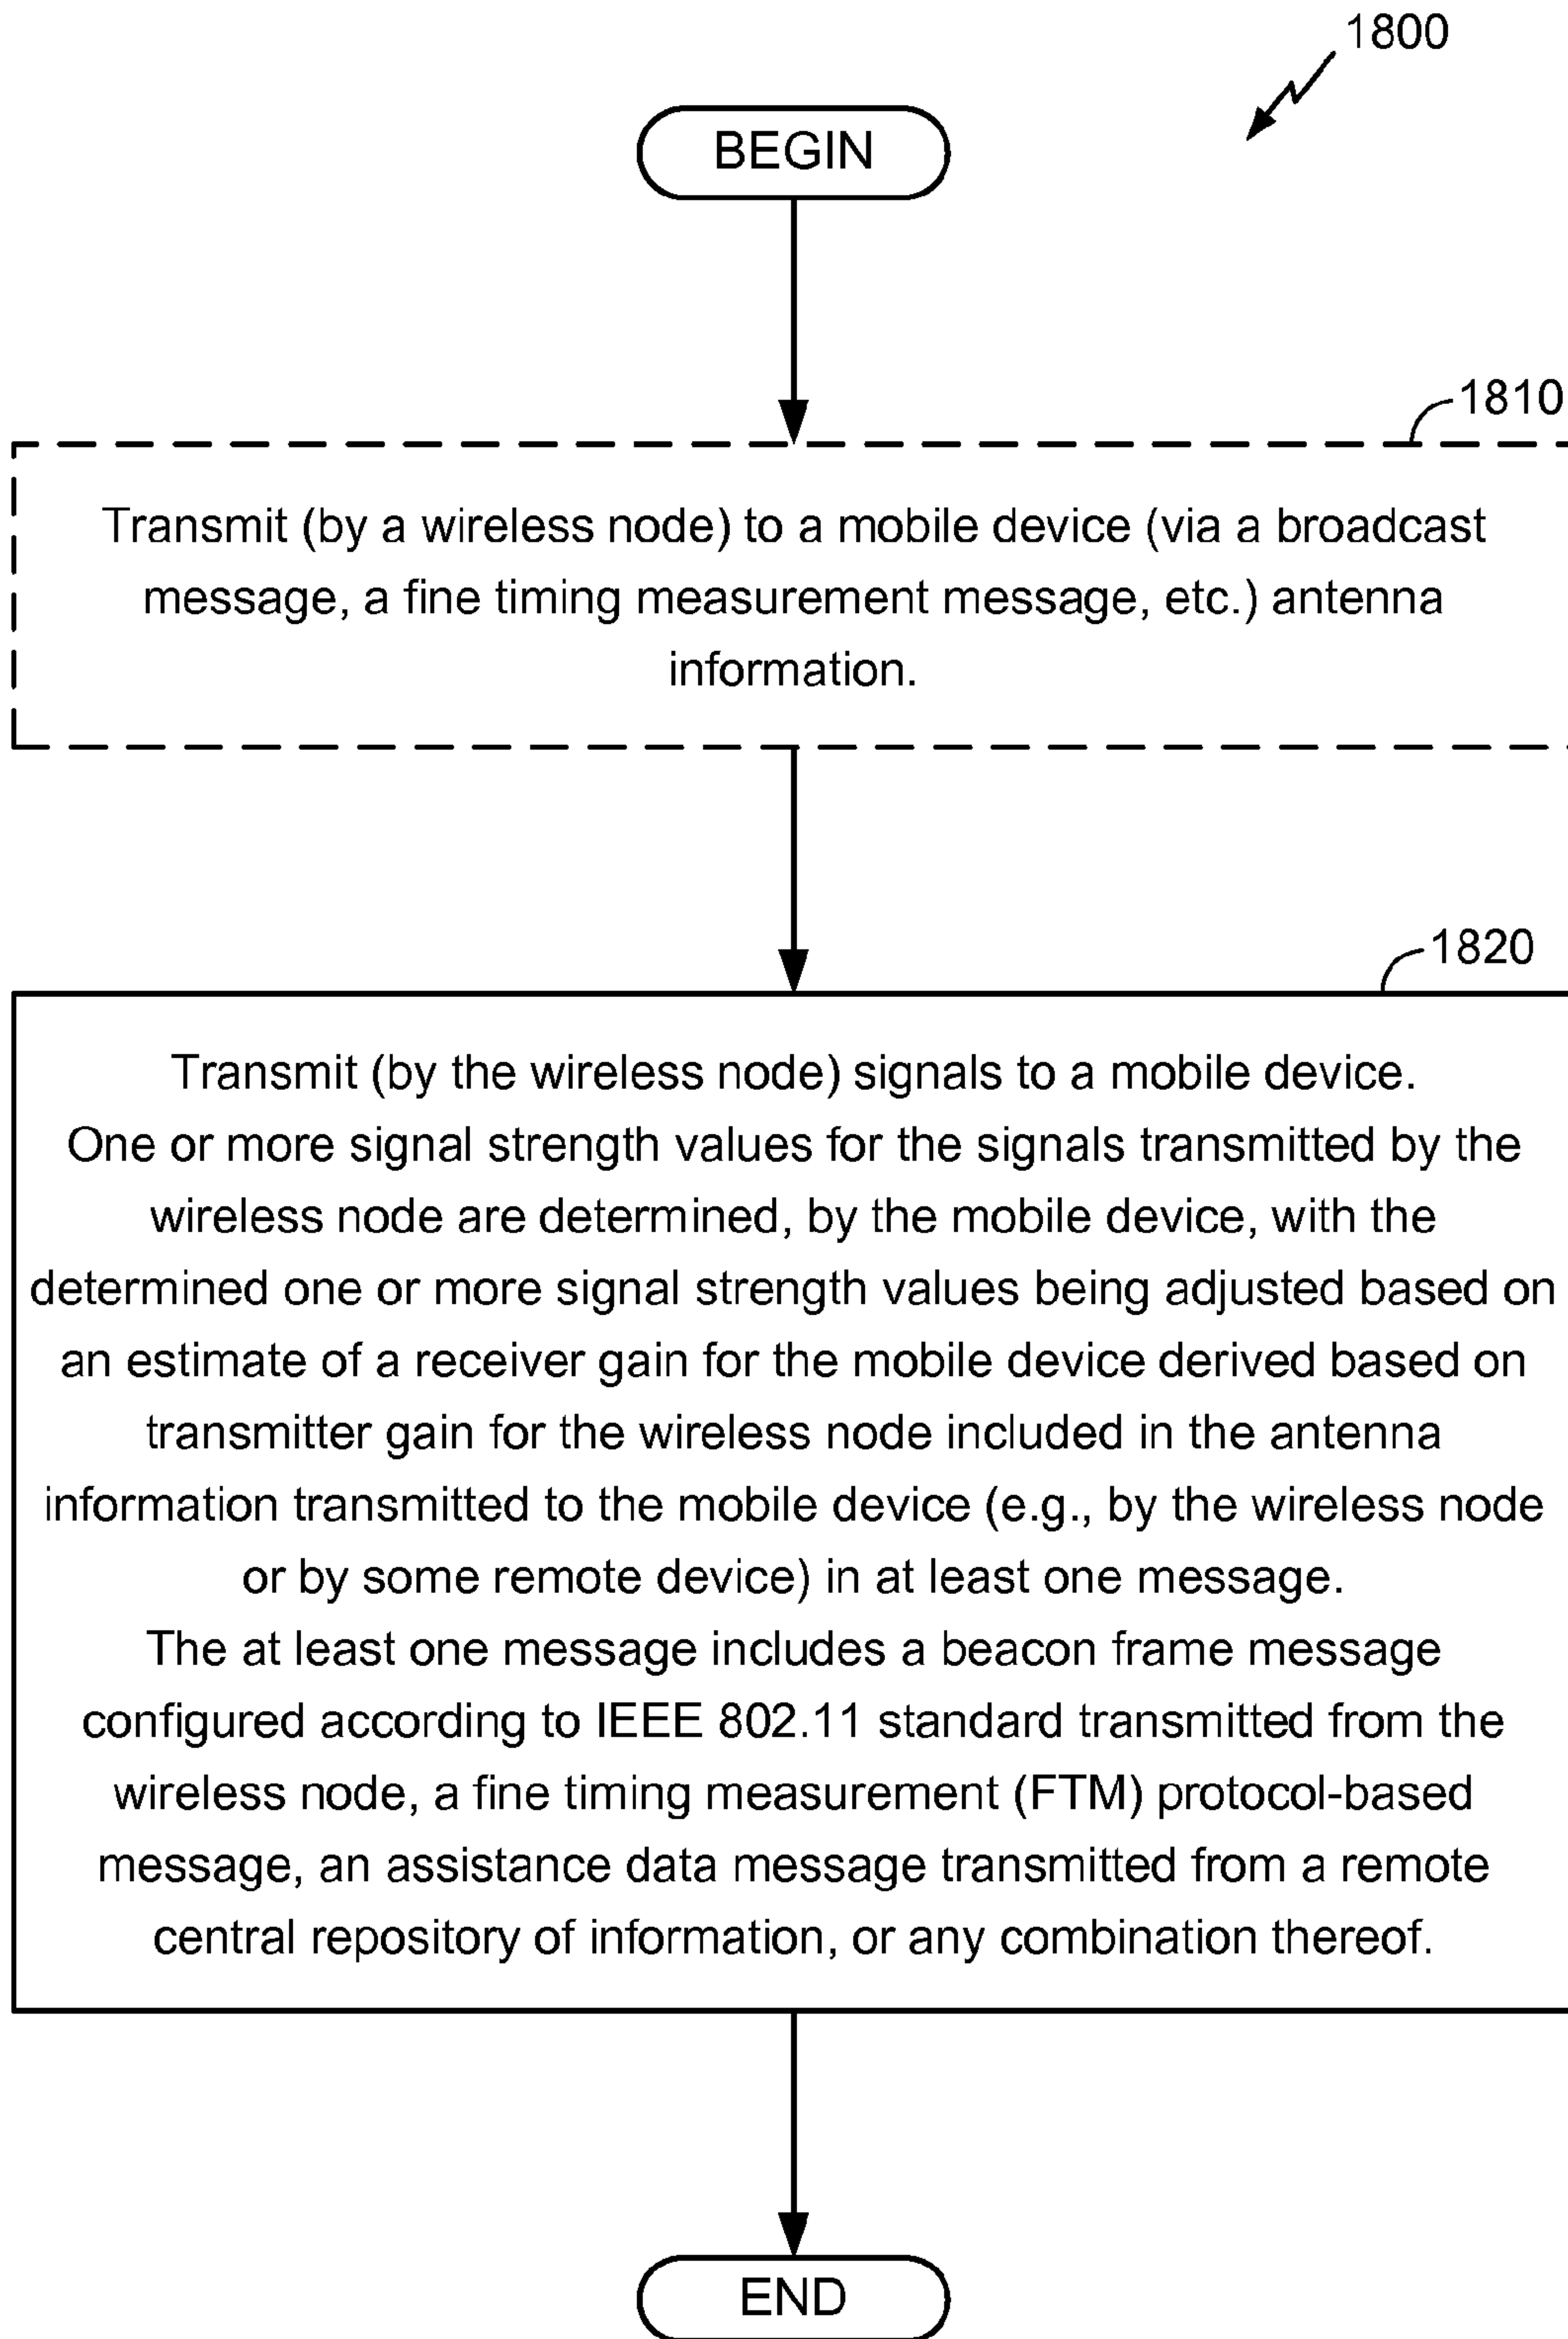 1800
BEGIN
1810
Transmit (by a wireless node) to a mobile device (via a broadcast
message, a fine timing measurement message, etc.) antenna
information.
1820
Transmit (by the wireless node) signals to a mobile device.
One or more signal strength values for the signals transmitted by the
wireless node are determined, by the mobile device, with the
determined one or more signal strength values being adjusted based on
an estimate of a receiver gain for the mobile device derived based on
transmitter gain for the wireless node included in the antenna
information transmitted to the mobile device (e.g., by the wireless node
or by some remote device) in at least one message.
The at least one message includes a beacon frame message
configured according to IEEE 802.11 standard transmitted from the
wireless node, a fine timing measurement (FTM) protocol-based
message, an assistance data message transmitted from a remote
central repository of information, or any combination thereof.
END